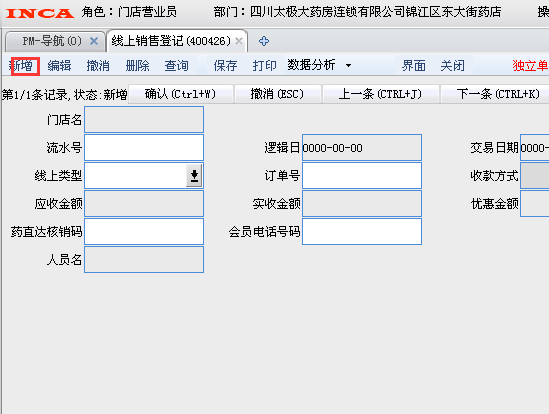 INCA 角色：门店营业员 部门：四川太极大药房连锁有限公司锦江区东大街药店 操
PM-导航(0) × 线上销售登记(400426) ×
新增 编辑 撤消 删除 查询 保存 打印 数据分析 界面 关闭 独立单
第1/1条记录,状态:新增 确认(Ctrl+W) 撤消(ESC) 上一条(CTRL+J) 下一条(CTRL+K)
门店名
流水号 逻辑日 0000-00-00 交易日期 0000-
线上类型 订单号 收款方式
应收金额 实收金额 优惠金额
药直达核销码 会员电话号码
人员名